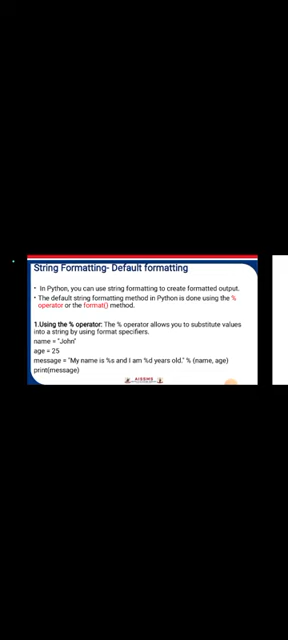 String Formatting- Default formatting
• In Python, you can use string formatting to create formatted output.
• The default string formatting method in Python is done using the %
operator or the format() method.
1.Using the % operator: The % operator allows you to substitute values
into a string by using format specifiers.
name = "John"
age = 25
message = "My name is %s and I am %d years old." % (name, age)
print(message)
AISSMS